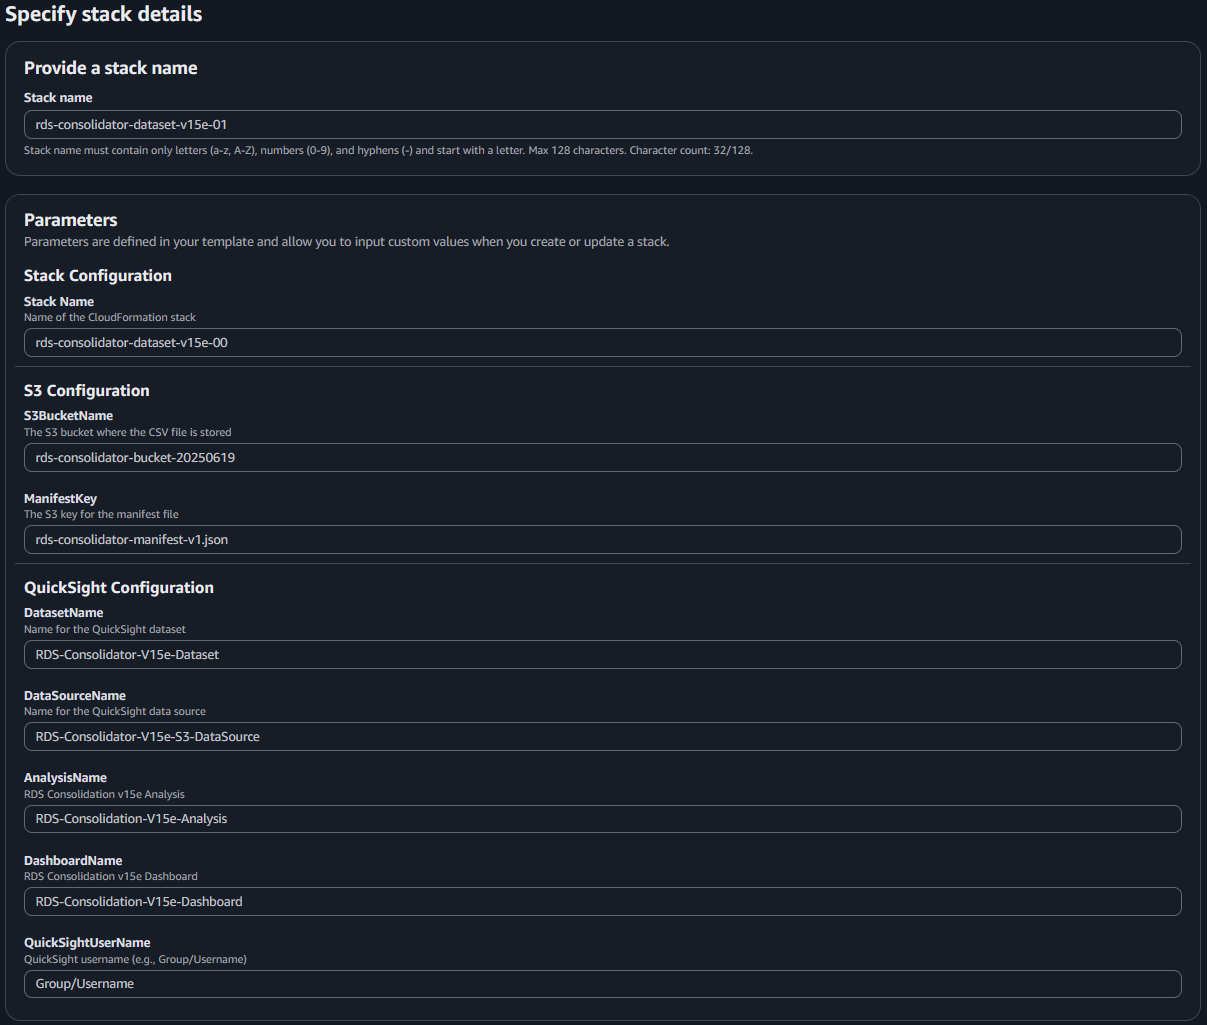 Specify stack details
Provide a stack name
Stack name
rds-consolidator-dataset-v15e-01
Stack name must contain only letters (a-z, A-Z), numbers (0-9), and hyphens (-) and start with a letter. Max 128 characters. Character count: 32/128.
Parameters
Parameters are defined in your template and allow you to input custom values when you create or update a stack.
Stack Configuration
Stack Name
Name of the CloudFormation stack
rds-consolidator-dataset-v15e-00
S3 Configuration
S3BucketName
The S3 bucket where the CSV file is stored
rds-consolidator-bucket-20250619
ManifestKey
The S3 key for the manifest file
rds-consolidator-manifest-v1.json
QuickSight Configuration
DatasetName
Name for the QuickSight dataset
RDS-Consolidator-V15e-Dataset
DataSourceName
Name for the QuickSight data source
RDS-Consolidator-V15e-S3-DataSource
AnalysisName
RDS Consolidation v15e Analysis
RDS-Consolidation-V15e-Analysis
DashboardName
RDS Consolidation v15e Dashboard
RDS-Consolidation-V15e-Dashboard
QuickSightUserName
QuickSight username (e.g., Group/Username)
Group/Username